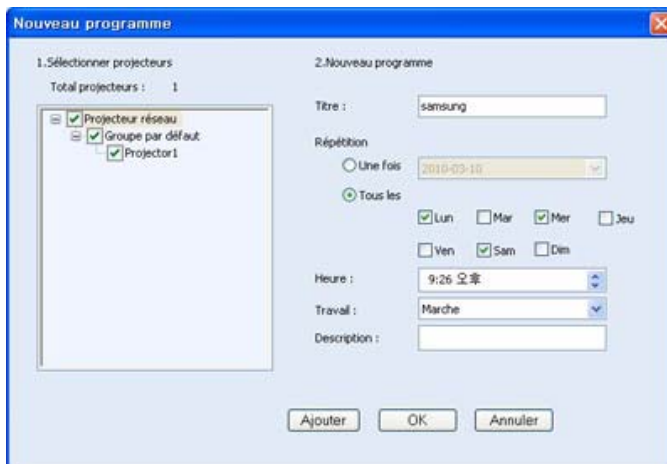 Nouveau programme
1.Sélectionner projecteurs
Total projecteurs : 1
Projecteur réseau
Groupe par défaut
Projector1
2.Nouveau programme
Titre : samsung
Répétition
Une fois 2010-03-10
Tous les
Lun Mar Mer Jeu
Ven Sam Dim
Heure : 9:26 오후
Travail : Marche
Description :
Ajouter OK Annuler